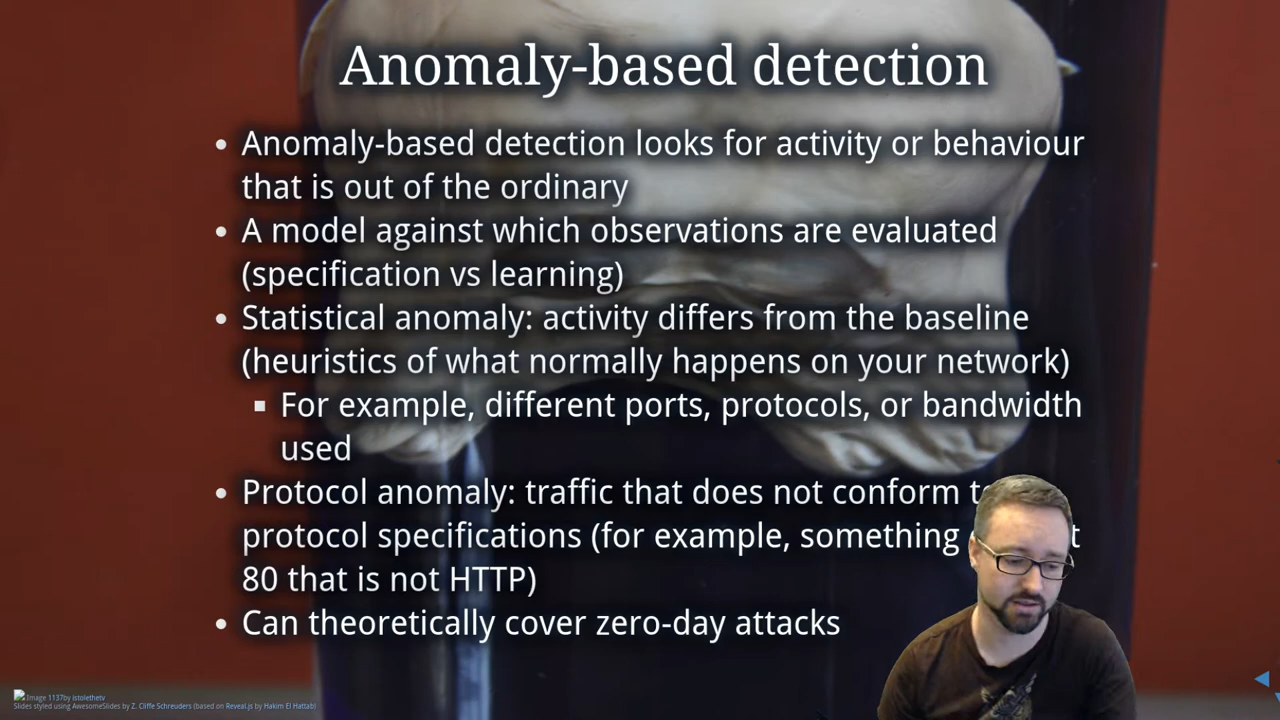 Anomaly-based detection
• Anomaly-based detection looks for activity or behaviour
that is out of the ordinary
• A model against which observations are evaluated
(specification vs learning)
• Statistical anomaly: activity differs from the baseline
(heuristics of what normally happens on your network)
▪ For example, different ports, protocols, or bandwidth
used
• Protocol anomaly: traffic that does not conform
protocol specifications (for example, something
80 that is not HTTP)
• Can theoretically cover zero-day attacks
Image 1137by istolethetv
Slides styled using AwesomeSlides by Z. Cliffe Schreuders (based on Reveal.js by Hakim El Hattab)